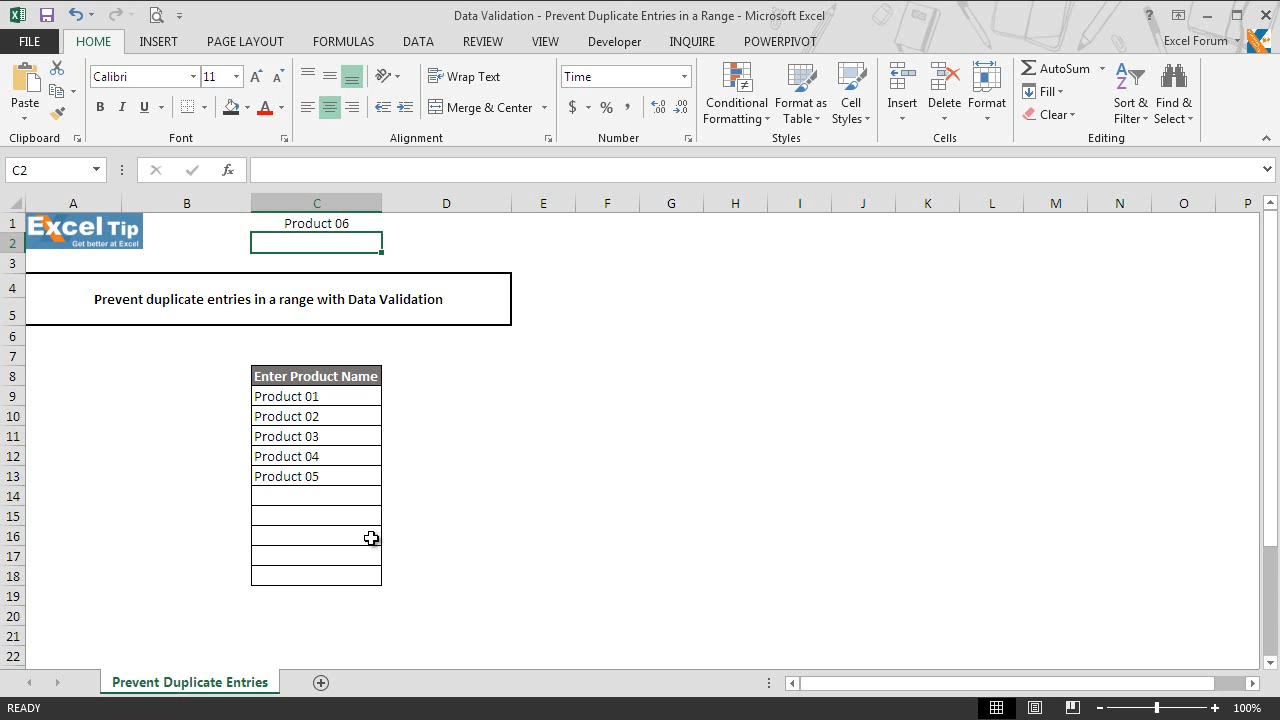 Data Validation - Prevent Duplicate Entries in a Range - Microsoft Excel
FILE HOME INSERT PAGE LAYOUT FORMULAS DATA REVIEW VIEW Developer INQUIRE POWERPIVOT Excel Forum
Paste
Clipboard
Calibri 11
B I U
Font
Wrap Text
Merge & Center
Alignment
Time
$ % ,
Number
Conditional Formatting
Format as Table
Cell Styles
Styles
Insert
Delete
Format
Cells
AutoSum
Fill
Clear
Sort & Filter
Find & Select
Editing
C2
fx
A B C D E F G H I J K L M N O P
1 Product 06
Excel Tip
Get better at Excel
2
3
4
Prevent duplicate entries in a range with Data Validation
5
6
7
8 Enter Product Name
9 Product 01
10 Product 02
11 Product 03
12 Product 04
13 Product 05
14
15
16
17
18
19
20
21
22
Prevent Duplicate Entries
READY
100%